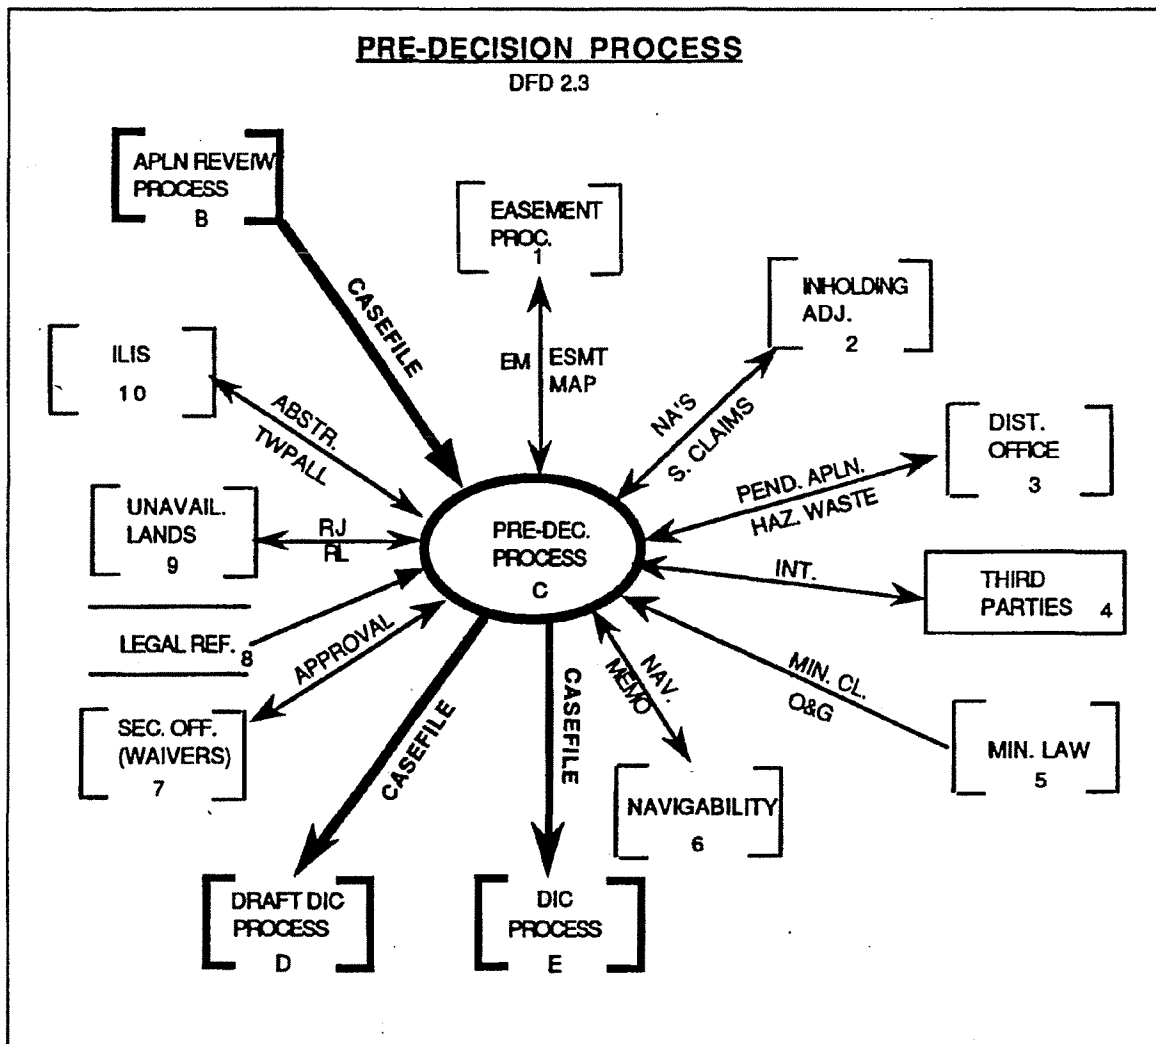 PRE-DECISION PROCESS
DFD 2.3
APLN REVEIW
PROCESS
B
EASEMENT
PROC.
1
INHOLDING
ADJ.
2
CASEFILE
ILIS
10
EM
ESMT
MAP
NA'S
S. CLAIMS
DIST.
OFFICE
3
ABSTR.
TWPALL
PEND. APLN.
HAZ. WASTE
UNAVAIL.
LANDS
9
RJ
RL
PRE-DEC.
PROCESS
C
INT.
THIRD
PARTIES 4
LEGAL REF. 8
APPROVAL
NAV.
MEMO
MIN. CL.
O&G
SEC. OFF.
(WAIVERS)
7
CASEFILE
CASEFILE
MIN. LAW
5
NAVIGABILITY
6
DRAFT DIC
PROCESS
D
DIC
PROCESS
E